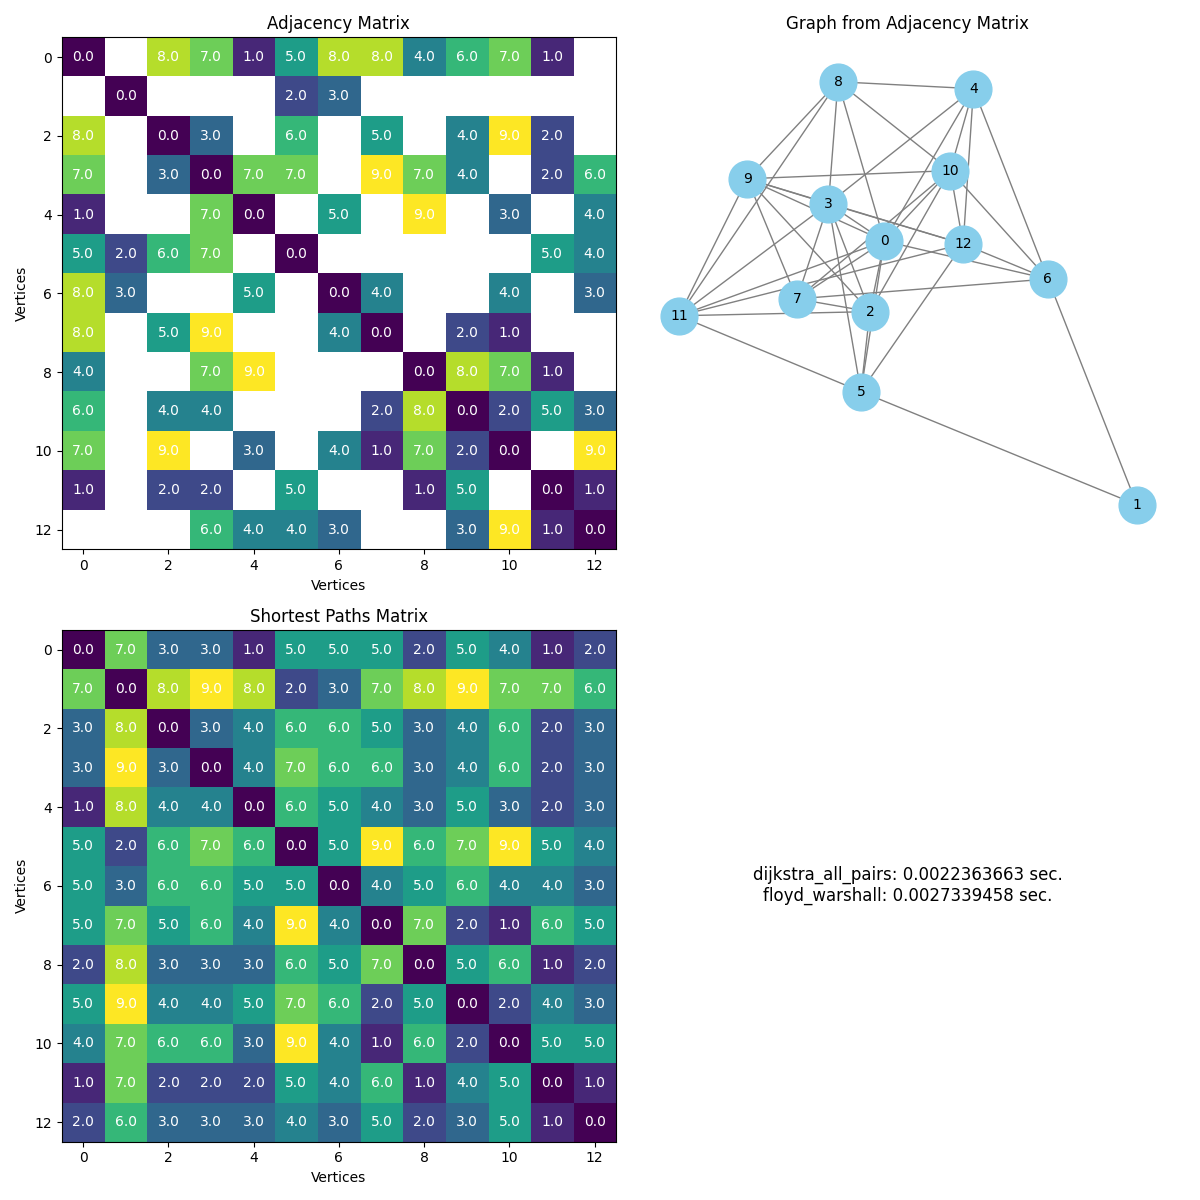 Adjacency Matrix
0 0.0 8.0 7.0 1.0 5.0 8.0 8.0 4.0 6.0 7.0 1.0
0.0 2.0 3.0
2 8.0 0.0 3.0 6.0 5.0 4.0 9.0 2.0
7.0 3.0 0.0 7.0 7.0 9.0 7.0 4.0 2.0 6.0
4 1.0 7.0 0.0 5.0 9.0 3.0 4.0
5.0 2.0 6.0 7.0 0.0 5.0 4.0
6 8.0 3.0 5.0 0.0 4.0 4.0 3.0
8.0 5.0 9.0 4.0 0.0 2.0 1.0
8 4.0 7.0 9.0 0.0 8.0 7.0 1.0
6.0 4.0 4.0 2.0 8.0 0.0 2.0 5.0 3.0
10 7.0 9.0 3.0 4.0 1.0 7.0 2.0 0.0 9.0
1.0 2.0 2.0 5.0 1.0 5.0 0.0 1.0
12 6.0 4.0 4.0 3.0 3.0 9.0 1.0 0.0
0 2 4 6 8 10 12
Vertices
Vertices
Graph from Adjacency Matrix
8
4
10
9
3
0
12
6
7
2
11
5
1
Shortest Paths Matrix
0 0.0 7.0 3.0 3.0 1.0 5.0 5.0 5.0 2.0 5.0 4.0 1.0 2.0
7.0 0.0 8.0 9.0 8.0 2.0 3.0 7.0 8.0 9.0 7.0 7.0 6.0
2 3.0 8.0 0.0 3.0 4.0 6.0 6.0 5.0 3.0 4.0 6.0 2.0 3.0
3.0 9.0 3.0 0.0 4.0 7.0 6.0 6.0 3.0 4.0 6.0 2.0 3.0
4 1.0 8.0 4.0 4.0 0.0 6.0 5.0 4.0 3.0 5.0 3.0 2.0 3.0
5.0 2.0 6.0 7.0 6.0 0.0 5.0 9.0 6.0 7.0 9.0 5.0 4.0
6 5.0 3.0 6.0 6.0 5.0 5.0 0.0 4.0 5.0 6.0 4.0 4.0 3.0
5.0 7.0 5.0 6.0 4.0 9.0 4.0 0.0 7.0 2.0 1.0 6.0 5.0
8 2.0 8.0 3.0 3.0 3.0 6.0 5.0 7.0 0.0 5.0 6.0 1.0 2.0
5.0 9.0 4.0 4.0 5.0 7.0 6.0 2.0 5.0 0.0 2.0 4.0 3.0
10 4.0 7.0 6.0 6.0 3.0 9.0 4.0 1.0 6.0 2.0 0.0 5.0 5.0
1.0 7.0 2.0 2.0 2.0 5.0 4.0 6.0 1.0 4.0 5.0 0.0 1.0
12 2.0 6.0 3.0 3.0 3.0 4.0 3.0 5.0 2.0 3.0 5.0 1.0 0.0
0 2 4 6 8 10 12
Vertices
Vertices
dijkstra_all_pairs: 0.0022363663 sec.
floyd_warshall: 0.0027339458 sec.